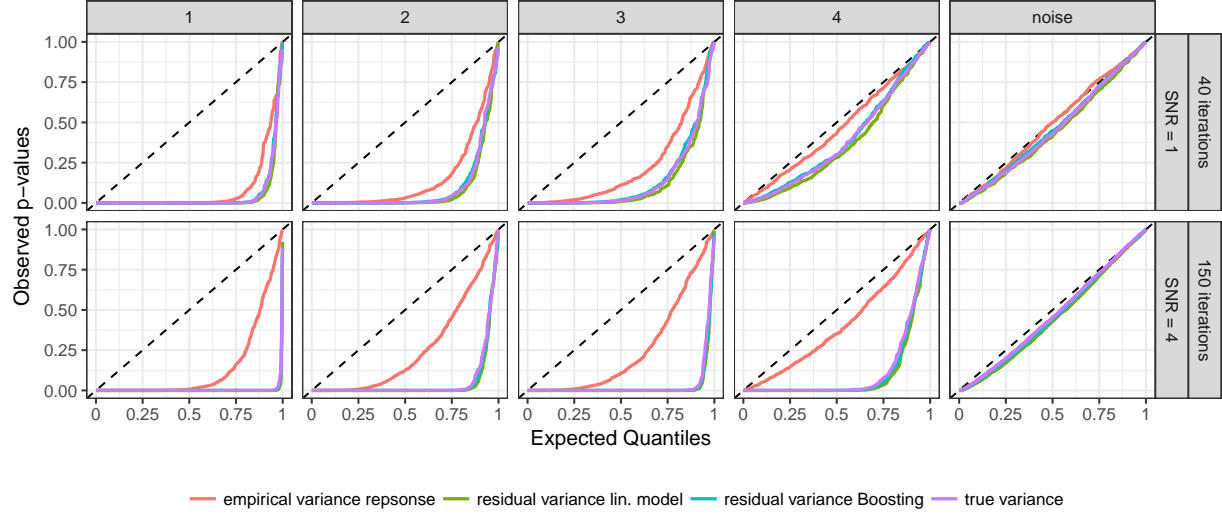 1 2 3 4 noise
Observed p−values
1.00
0.75
0.50
0.25
0.00
SNR = 1
40 iterations
1.00
0.75
0.50
0.25
0.00
SNR = 4
150 iterations
0 0.25 0.5 0.75 1 0 0.25 0.5 0.75 1 0 0.25 0.5 0.75 1 0 0.25 0.5 0.75 1 0 0.25 0.5 0.75 1
Expected Quantiles
empirical variance repsonse residual variance lin. model residual variance Boosting true variance